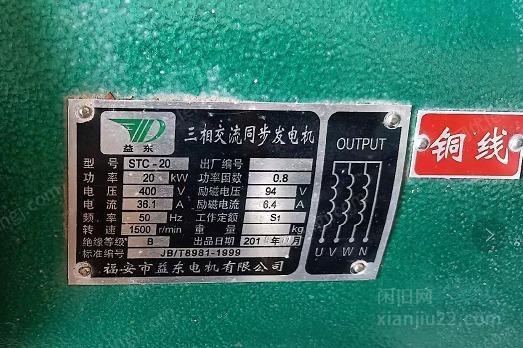 益东
三相交流同步发电机
OUTPUT
型号 STC-20 出厂编号
功率 20 kW 功率因数 0.8
电压 400 V 励磁电压 94 V
电流 36.1 A 励磁电流 6.4 A
频率 50 Hz 工作定额 S1
转速 1500 r/min 重量 kg
绝缘等级 B 出品日期 201 年 月
标准编号 JB/T8981-1999
福安市益东电机有限公司
U V W N
铜线
闲旧网
xianjiu22.com